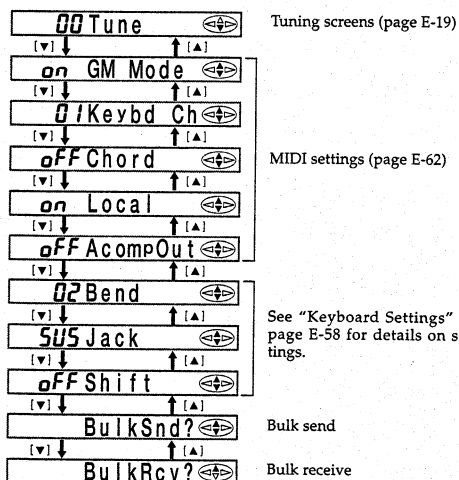 00 Tune
Tuning screens (page E-19)
[▼] [▲]
on GM Mode
[▼] [▲]
01 Keybd Ch
[▼] [▲]
oFF Chord
MIDI settings (page E-62)
[▼] [▲]
on Local
[▼] [▲]
oFF AcompOut
[▼] [▲]
02 Bend
[▼] [▲]
SUS Jack
See "Keyboard Settings"
page E-58 for details on s
tings.
[▼] [▲]
oFF Shift
[▼] [▲]
BulkSnd?
Bulk send
[▼] [▲]
BulkRcv?
Bulk receive